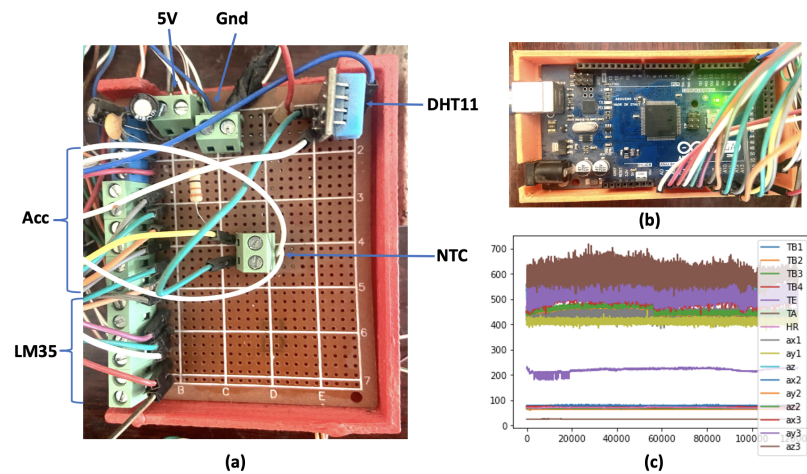 5V
Gnd
DHT11
Acc
NTC
LM35
2
3
4
5
6
7
B
C
D
E
(a)
(b)
700
600
500
400
300
200
100
0
0
20000
40000
60000
80000
TB1
TB2
TB3
TB4
TE
TA
HR
ax1
ay1
az
ax2
ay2
az2
ax3
ay3
az3
(c)